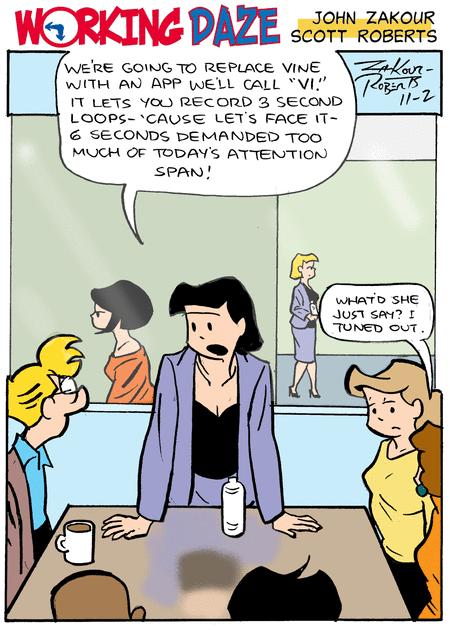 WORKING DAZE
JOHN ZAKOUR
SCOTT ROBERTS
WE'RE GOING TO REPLACE VINE
WITH AN APP WE'LL CALL "VI."
IT LETS YOU RECORD 3 SECOND
LOOPS-'CAUSE LET'S FACE IT-
6 SECONDS DEMANDED TOO
MUCH OF TODAY'S ATTENTION
SPAN!
ZAKOUR-
ROBERTS
11-2
WHAT'D SHE
JUST SAY? I
TUNED OUT.